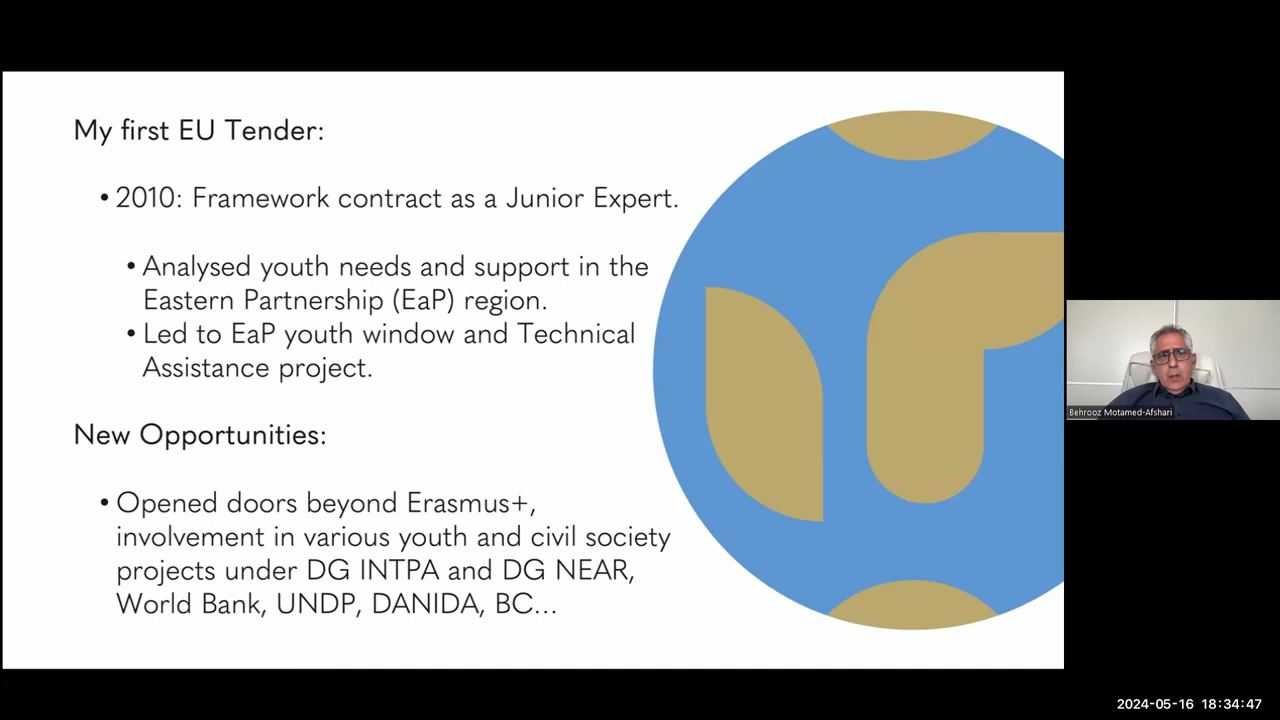 My first EU Tender:
• 2010: Framework contract as a Junior Expert.
• Analysed youth needs and support in the
Eastern Partnership (EaP) region.
• Led to EaP youth window and Technical
Assistance project.
New Opportunities:
• Opened doors beyond Erasmus+,
involvement in various youth and civil society
projects under DG INTPA and DG NEAR,
World Bank, UNDP, DANIDA, BC...
Behrooz Motamed-Afshari
2024-05-16 18:34:47